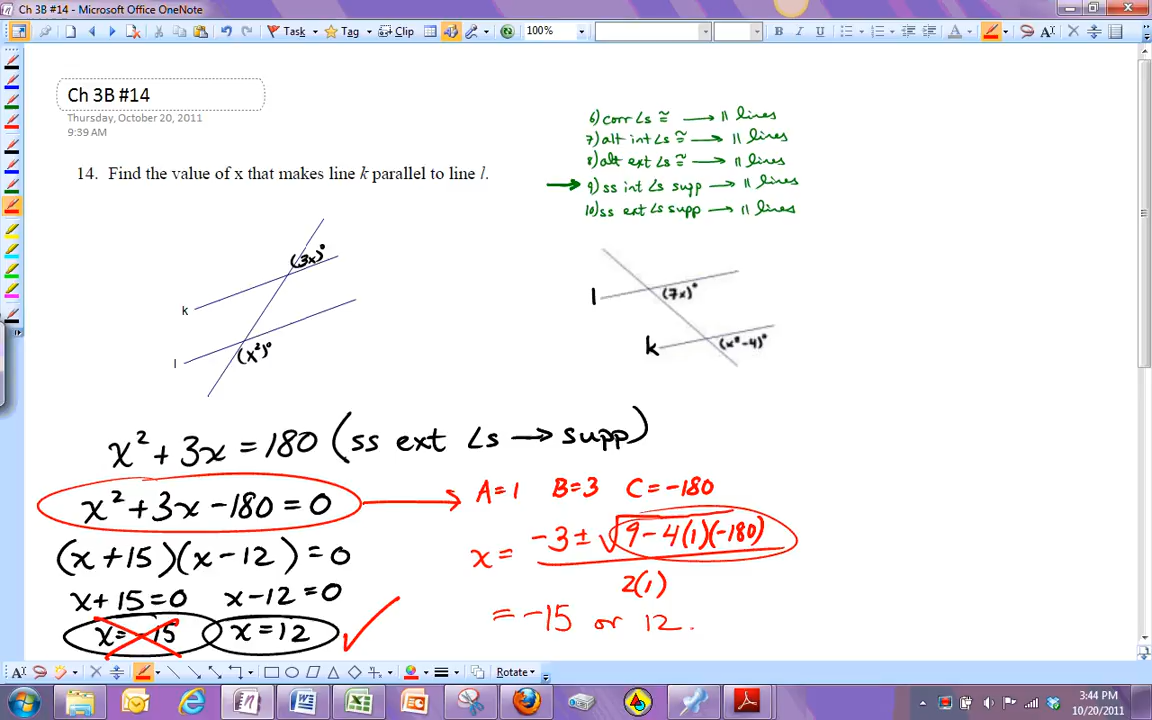 Ch 3B #14 - Microsoft Office OneNote
Task Tag Clip 100% B I U A
Ch 3B #14
Thursday, October 20, 2011
9:39 AM
14. Find the value of x that makes line k parallel to line l.
6) corr ∠s ≅ → || lines
7) alt int ∠s ≅ → || lines
8) alt ext ∠s ≅ → || lines
→ 9) ss int ∠s supp → || lines
10) ss ext ∠s supp → || lines
(3x)°
k
(x²)°
l
l
(7x)°
k
(x²-4)°
x² + 3x = 180 (ss ext ∠s → supp)
x² + 3x - 180 = 0
A=1 B=3 C=-180
(x+15)(x-12)=0
x = -3 ± √9-4(1)(-180)
2(1)
x+15=0 x-12=0
x=-15 x=12
= -15 or 12.
Rotate
3:44 PM
10/20/2011